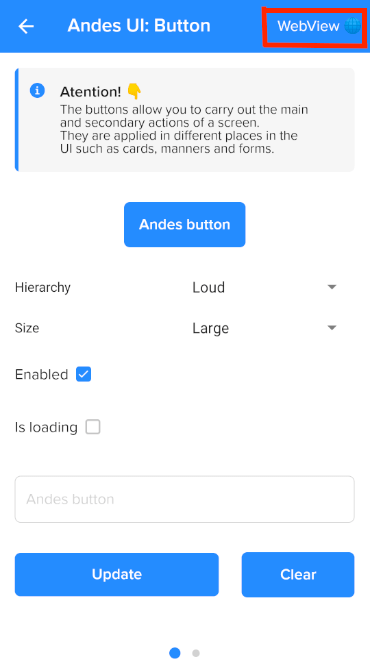 Andes UI: Button
WebView
Atention! 👇
The buttons allow you to carry out the main
and secondary actions of a screen.
They are applied in different places in the
UI such as cards, manners and forms.
Andes button
Hierarchy Loud
Size Large
Enabled
Is loading
Andes button
Update Clear